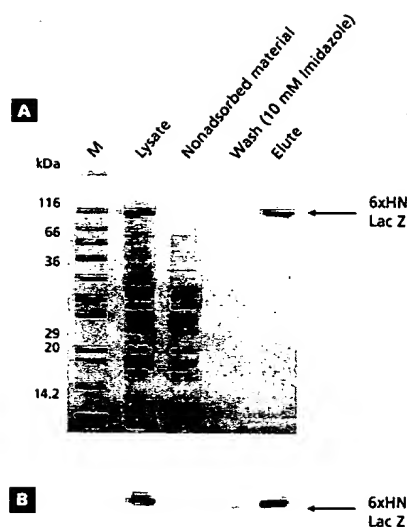 A
M
Lysate
Nonadsorbed material
Wash (10 mM Imidazole)
Elute
kDa
116
66
36
29
20
14.2
6xHN
Lac Z
B
6xHN
Lac Z